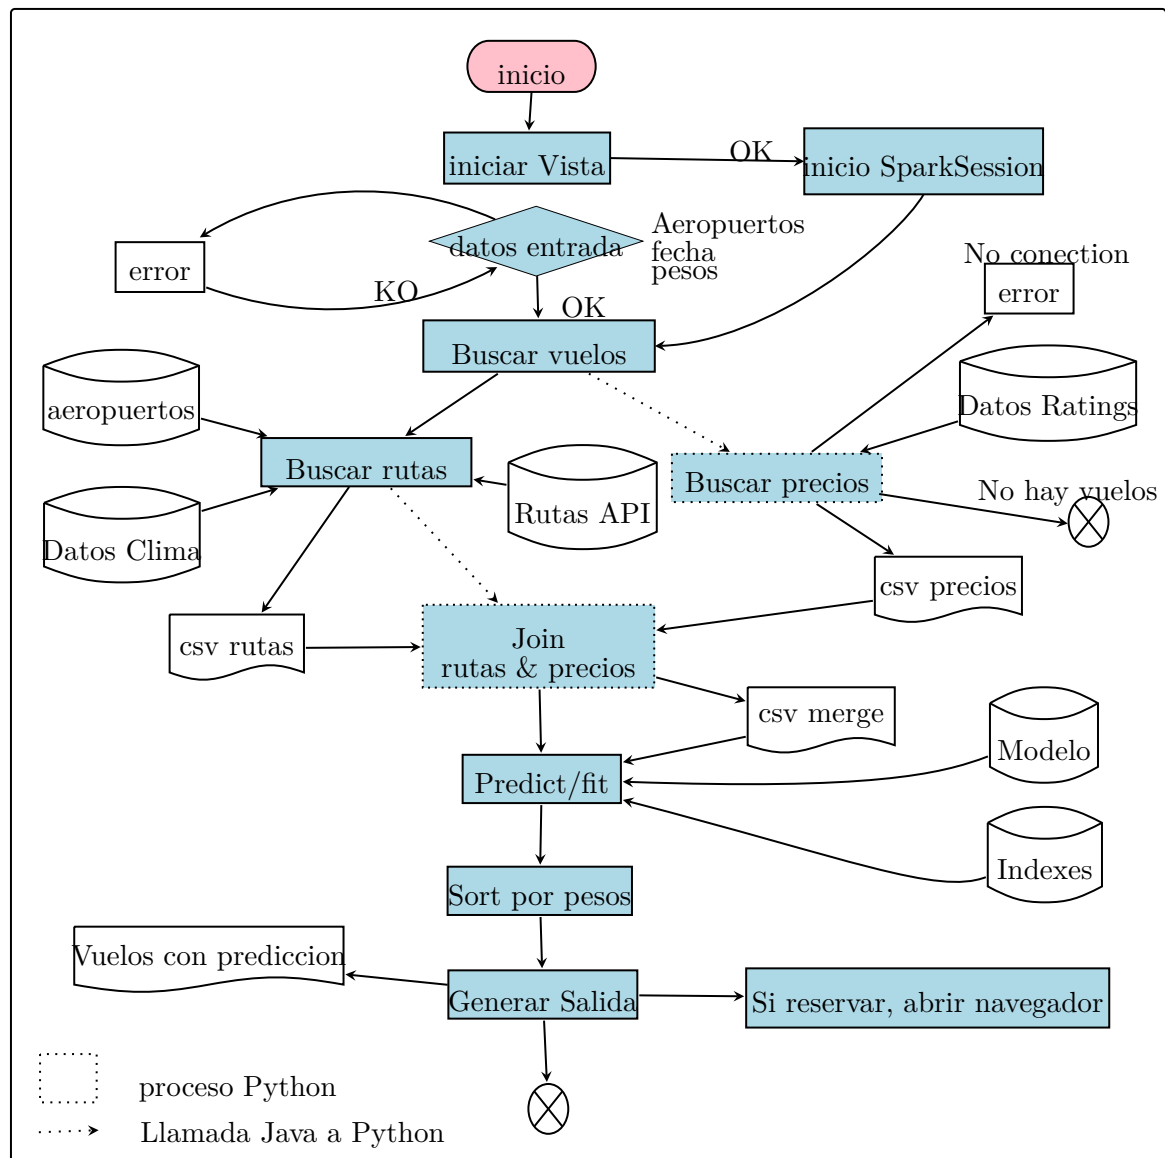 inicio
iniciar Vista
OK
inicio SparkSession
datos entrada
Aeropuertos
fecha
pesos
error
KO
OK
No conection
error
Buscar vuelos
aeropuertos
Datos Ratings
Buscar rutas
Buscar precios
Rutas API
No hay vuelos
Datos Clima
csv precios
csv rutas
Join
rutas & precios
csv merge
Modelo
Predict/fit
Indexes
Sort por pesos
Vuelos con prediccion
Generar Salida
Si reservar, abrir navegador
proceso Python
Llamada Java a Python